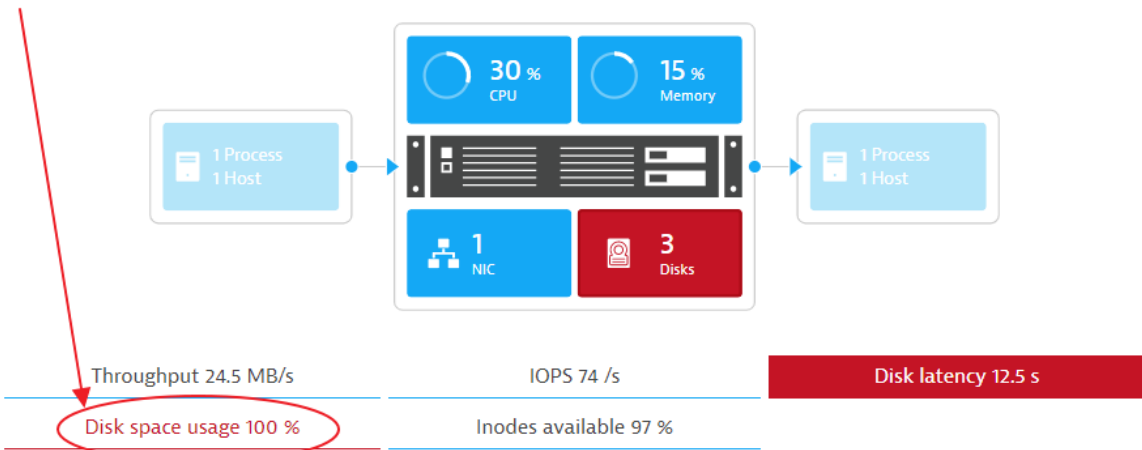 30 %
CPU
15 %
Memory
1 Process
1 Host
1 Process
1 Host
1
NIC
3
Disks
Throughput 24.5 MB/s
IOPS 74 /s
Disk latency 12.5 s
Disk space usage 100 %
Inodes available 97 %